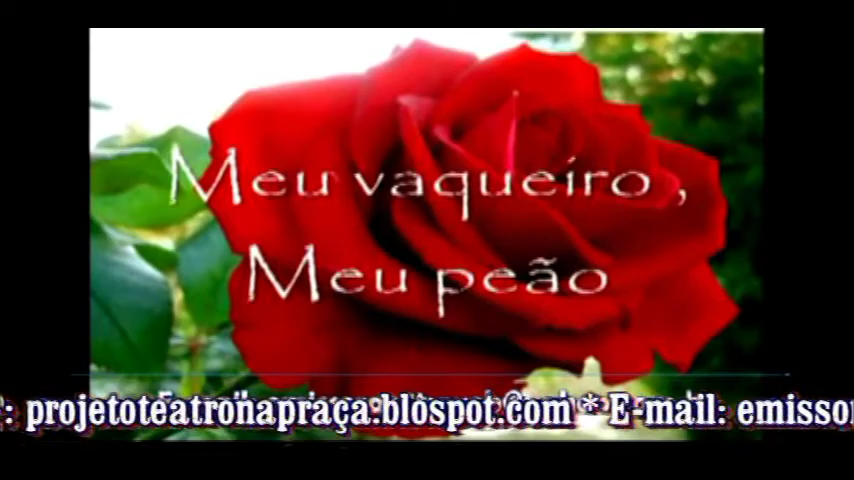 Meu vaqueiro ,
Meu peão
: projetoteatronapraça.blospot.com * E-mail: emisso